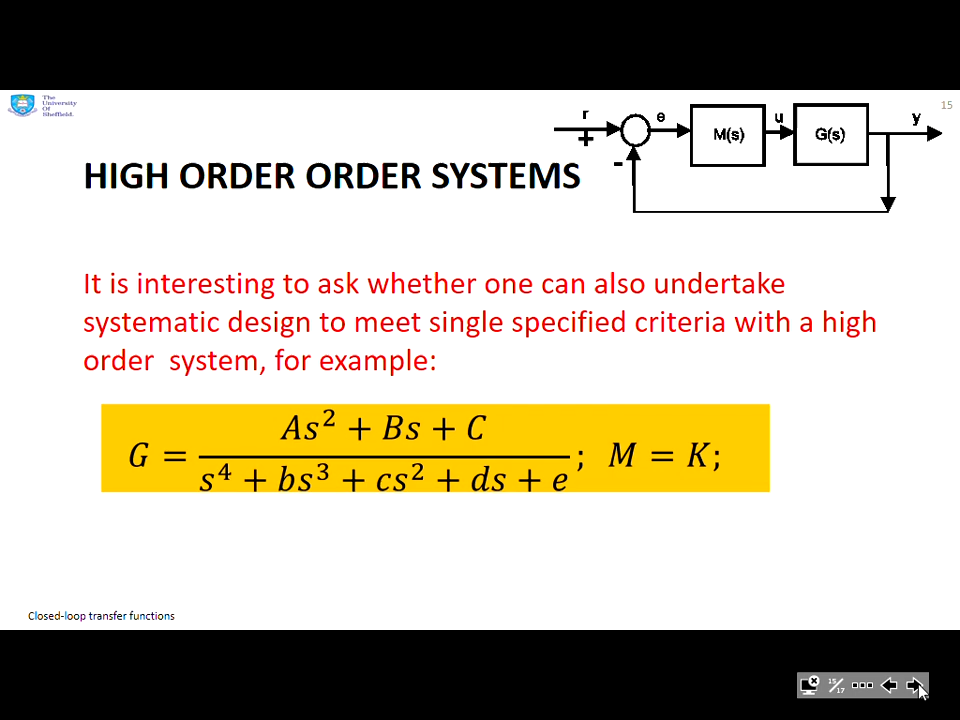 The
University
Of
Sheffield.
15
r
+
-
e
M(s)
u
G(s)
y
HIGH ORDER ORDER SYSTEMS
It is interesting to ask whether one can also undertake
systematic design to meet single specified criteria with a high
order system, for example:
G = (As² + Bs + C) / (s⁴ + bs³ + cs² + ds + e); M = K;
Closed-loop transfer functions
15/17